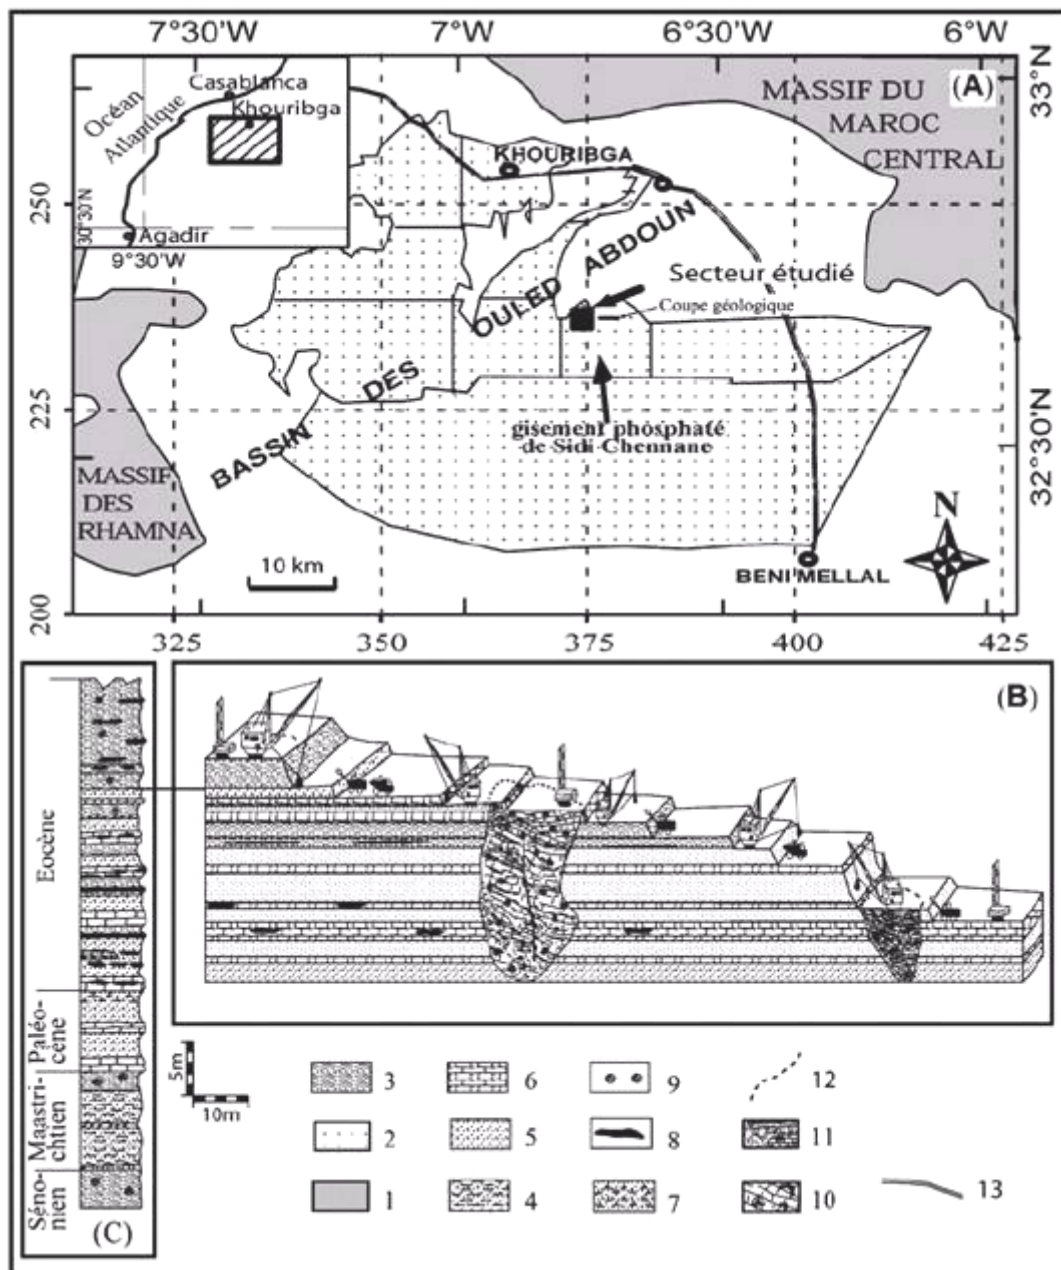 7°30'W
7°W
6°30'W
6°W
Casablanca
Khouribga
Océan
Atlantique
30°30'N
Agadir
9°30'W
(A)
MASSIF DU
MAROC
CENTRAL
33°N
KHOURIBGA
250
BASSIN DES OULED ABDOUN
Secteur étudié
Coupe géologique
225
gisement phosphaté
de Sidi Chennane
32°30'N
MASSIF
DES
RHAMNA
N
10 km
BENI MELLAL
200
325
350
375
400
425
(B)
Eocène
Paléo-
cène
Maastri-
chtien
Séno-
nien
(C)
5m
10m
3
6
9
12
2
5
8
11
1
4
7
10
13